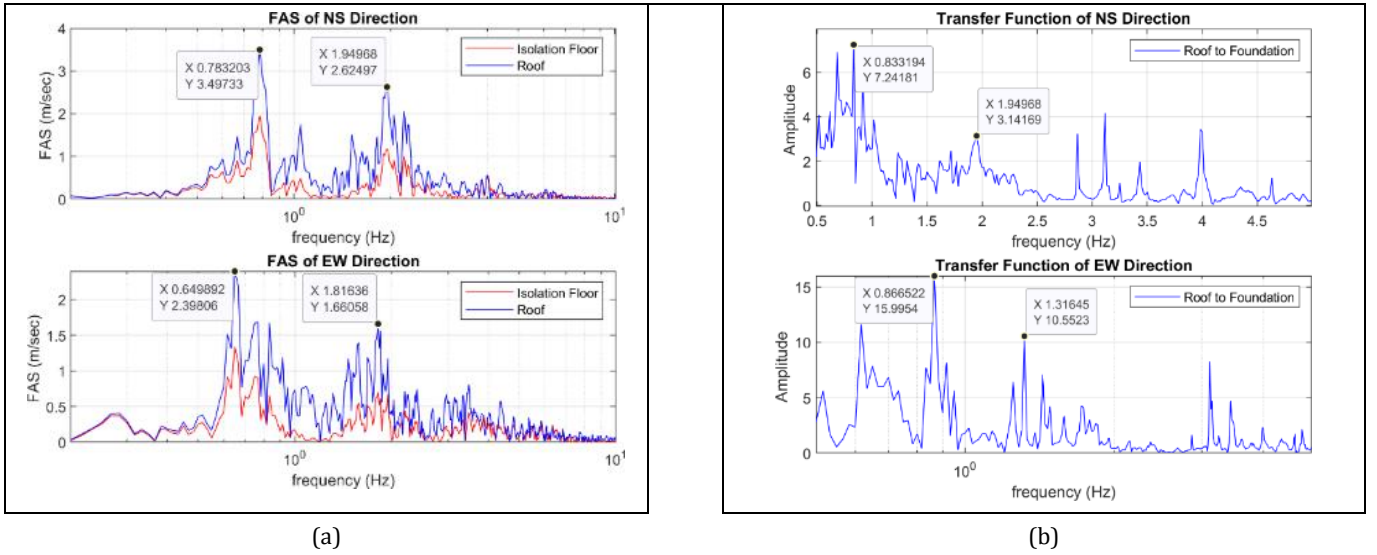 FAS of NS Direction
4
3
2
1
0
FAS (m/sec)
X 0.783203
Y 3.49733
X 1.94968
Y 2.62497
Isolation Floor
Roof
10^0
10^1
frequency (Hz)
FAS of EW Direction
2
1.5
1
0.5
0
FAS (m/sec)
X 0.649892
Y 2.39806
X 1.81636
Y 1.66058
Isolation Floor
Roof
10^0
10^1
frequency (Hz)
(a)
Transfer Function of NS Direction
6
4
2
0
Amplitude
X 0.833194
Y 7.24181
X 1.94968
Y 3.14169
Roof to Foundation
0.5 1 1.5 2 2.5 3 3.5 4 4.5
frequency (Hz)
Transfer Function of EW Direction
15
10
5
0
Amplitude
X 0.866522
Y 15.9954
X 1.31645
Y 10.5523
Roof to Foundation
10^0
frequency (Hz)
(b)